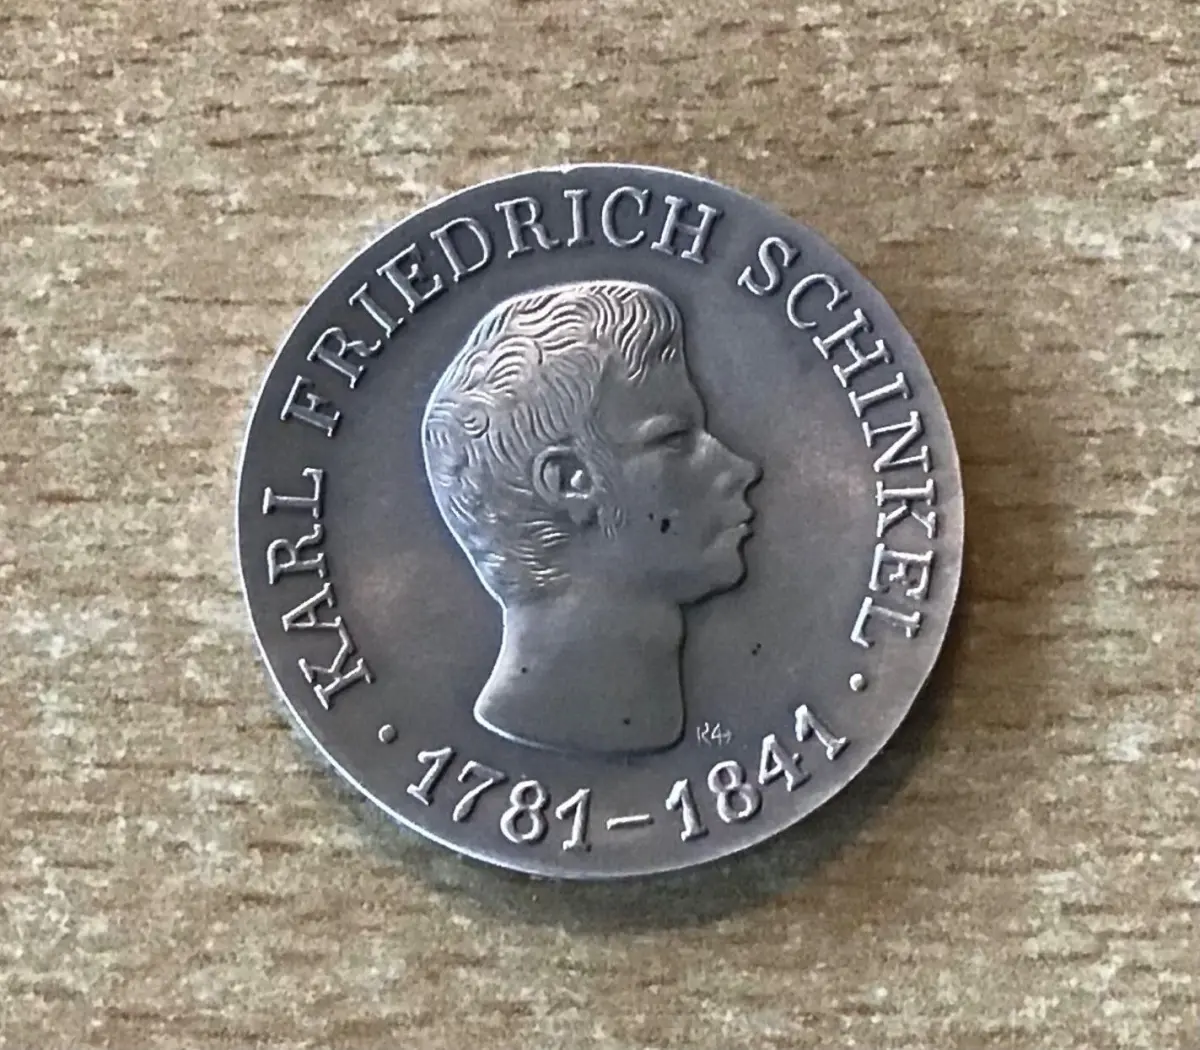 · KARL FRIEDRICH SCHINKEL ·
1781–1841